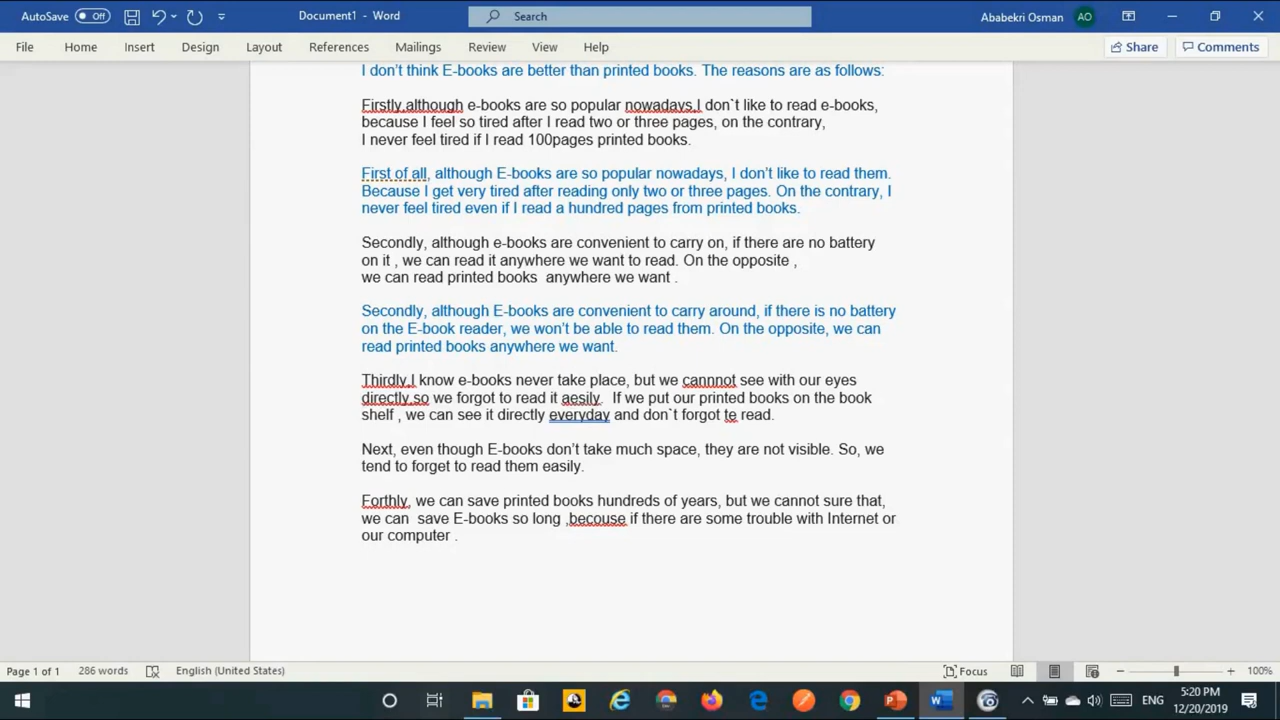 AutoSave Off Document1 - Word Search Ababekri Osman AO
File Home Insert Design Layout References Mailings Review View Help Share Comments
I don’t think E-books are better than printed books. The reasons are as follows:
Firstly,although e-books are so popular nowadays,I don`t like to read e-books,
because I feel so tired after I read two or three pages, on the contrary,
I never feel tired if I read 100pages printed books.
First of all, although E-books are so popular nowadays, I don’t like to read them.
Because I get very tired after reading only two or three pages. On the contrary, I
never feel tired even if I read a hundred pages from printed books.
Secondly, although e-books are convenient to carry on, if there are no battery
on it , we can read it anywhere we want to read. On the opposite ,
we can read printed books  anywhere we want .
Secondly, although E-books are convenient to carry around, if there is no battery
on the E-book reader, we won’t be able to read them. On the opposite, we can
read printed books anywhere we want.
Thirdly,I know e-books never take place, but we cannnot see with our eyes
directly,so we forgot to read it aesily.  If we put our printed books on the book
shelf , we can see it directly everyday and don`t forgot te read.
Next, even though E-books don’t take much space, they are not visible. So, we
tend to forget to read them easily.
Forthly, we can save printed books hundreds of years, but we cannot sure that,
we can  save E-books so long ,becouse if there are some trouble with Internet or
our computer .
Page 1 of 1 286 words English (United States) Focus 100%
ENG 5:20 PM
12/20/2019